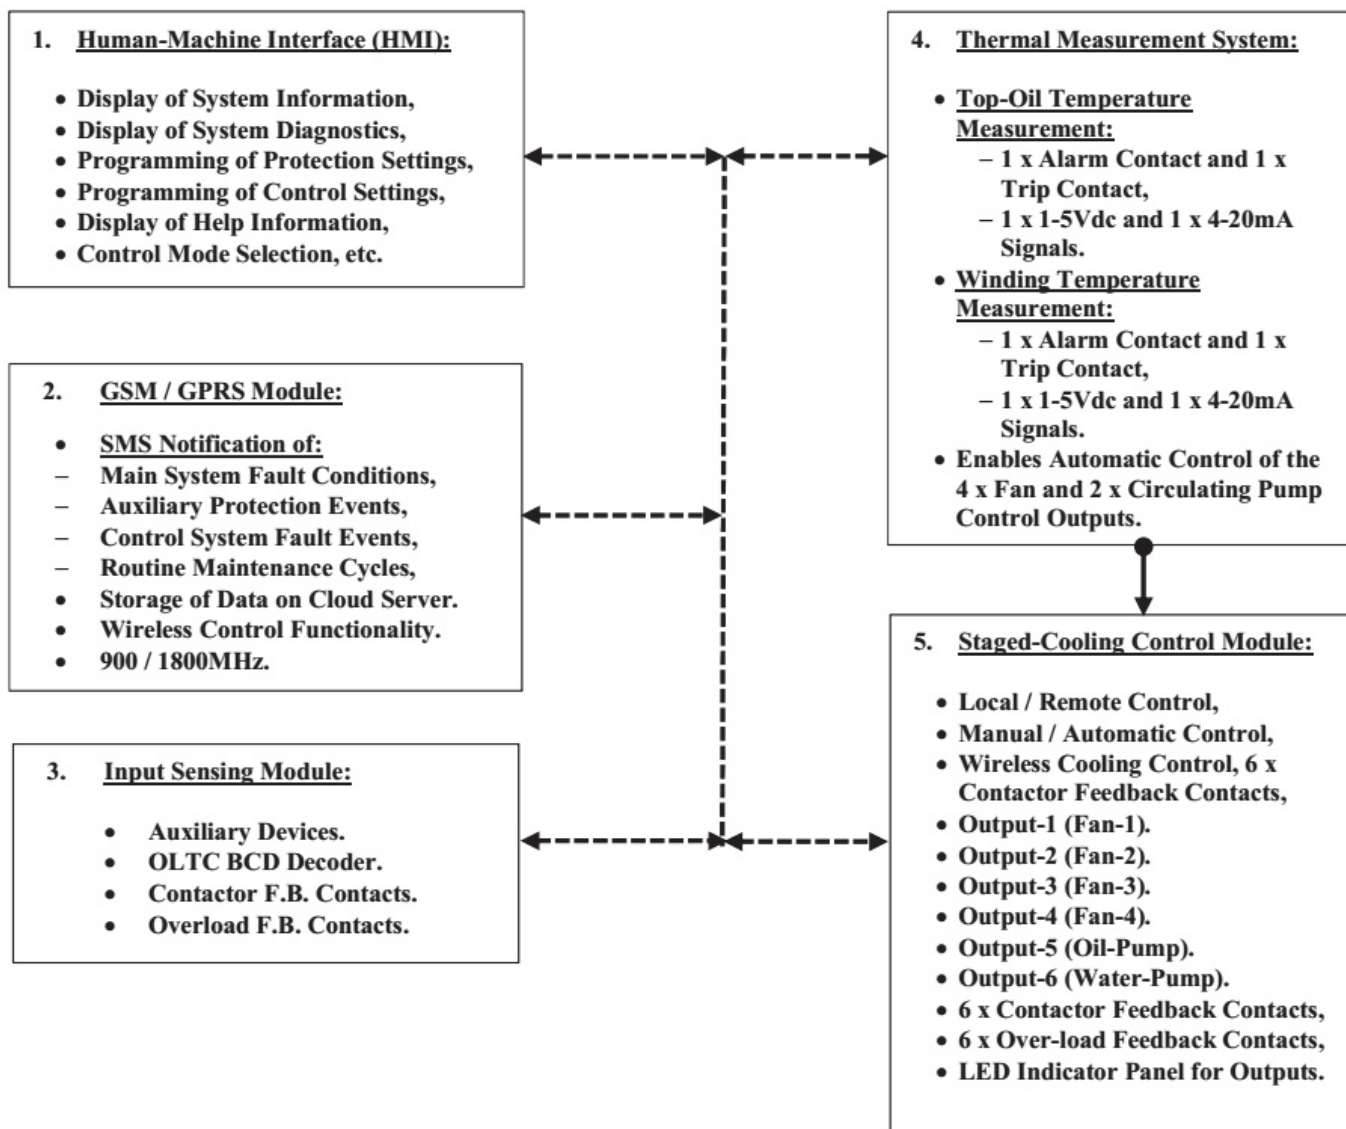 1. Human-Machine Interface (HMI):
• Display of System Information,
• Display of System Diagnostics,
• Programming of Protection Settings,
• Programming of Control Settings,
• Display of Help Information,
• Control Mode Selection, etc.
2. GSM / GPRS Module:
• SMS Notification of:
– Main System Fault Conditions,
– Auxiliary Protection Events,
– Control System Fault Events,
– Routine Maintenance Cycles,
• Storage of Data on Cloud Server.
• Wireless Control Functionality.
• 900 / 1800MHz.
3. Input Sensing Module:
• Auxiliary Devices.
• OLTC BCD Decoder.
• Contactor F.B. Contacts.
• Overload F.B. Contacts.
4. Thermal Measurement System:
• Top-Oil Temperature
Measurement:
– 1 x Alarm Contact and 1 x
Trip Contact,
– 1 x 1-5Vdc and 1 x 4-20mA
Signals.
• Winding Temperature
Measurement:
– 1 x Alarm Contact and 1 x
Trip Contact,
– 1 x 1-5Vdc and 1 x 4-20mA
Signals.
• Enables Automatic Control of the
4 x Fan and 2 x Circulating Pump
Control Outputs.
5. Staged-Cooling Control Module:
• Local / Remote Control,
• Manual / Automatic Control,
• Wireless Cooling Control, 6 x
Contactor Feedback Contacts,
• Output-1 (Fan-1).
• Output-2 (Fan-2).
• Output-3 (Fan-3).
• Output-4 (Fan-4).
• Output-5 (Oil-Pump).
• Output-6 (Water-Pump).
• 6 x Contactor Feedback Contacts,
• 6 x Over-load Feedback Contacts,
• LED Indicator Panel for Outputs.